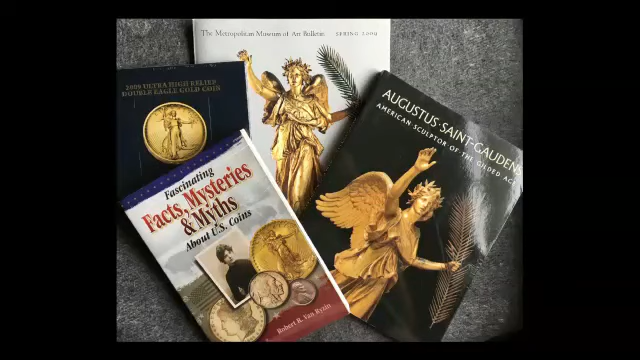 The Metropolitan Museum of Art Bulletin SPRING 2009
2009 ULTRA HIGH RELIEF
DOUBLE EAGLE GOLD COIN
AUGUSTUS SAINT-GAUDENS
AMERICAN SCULPTOR OF THE GILDED AGE
Fascinating
Facts, Mysteries
& Myths
About U.S. Coins
Robert R. Van Ryzin